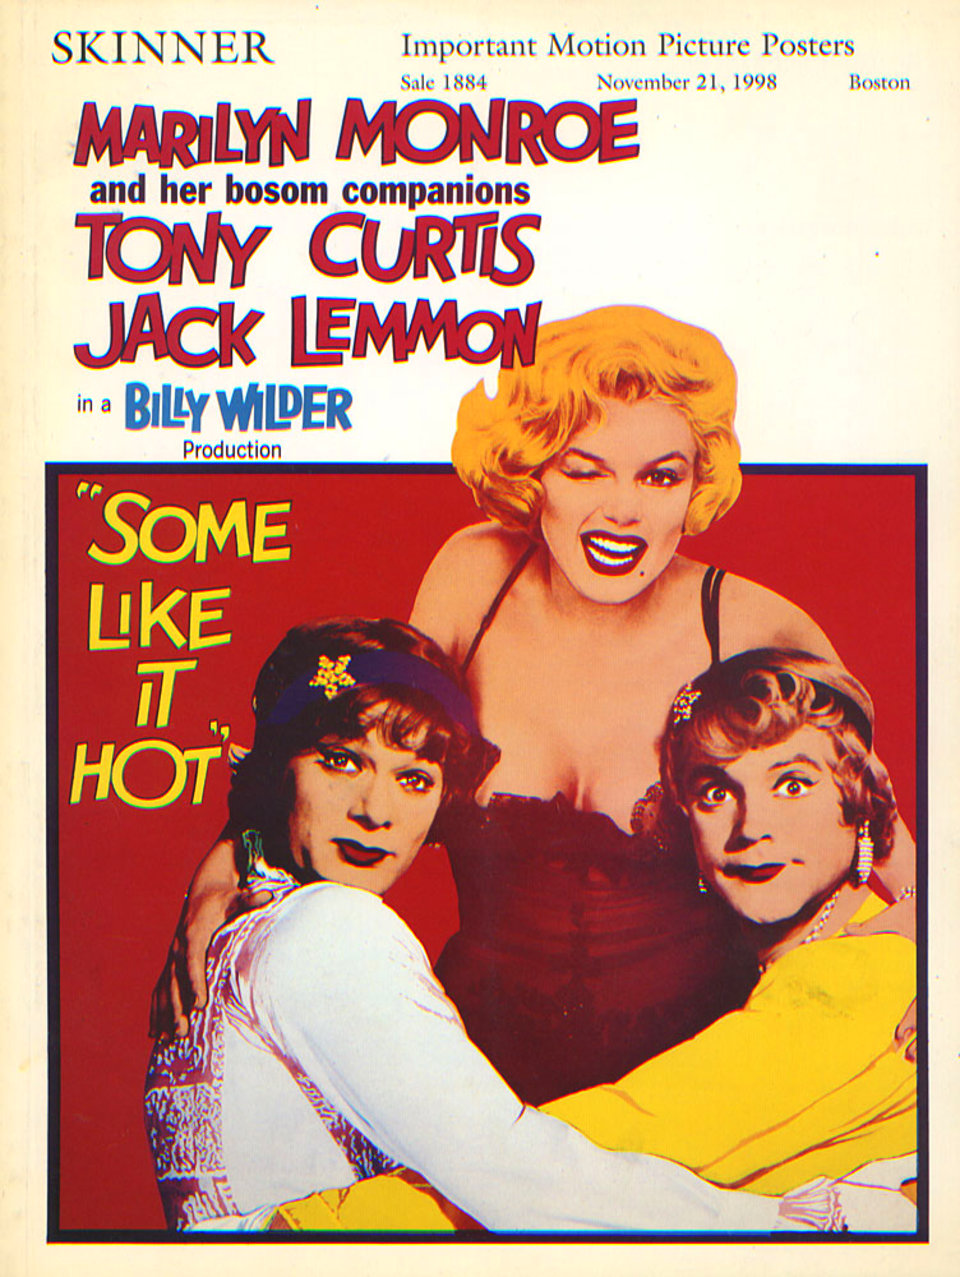 SKINNER
Important Motion Picture Posters
Sale 1884 November 21, 1998 Boston
MARILYN MONROE
and her bosom companions
TONY CURTIS
JACK LEMMON
in a BILLY WILDER
Production
"SOME
LIKE
IT
HOT"